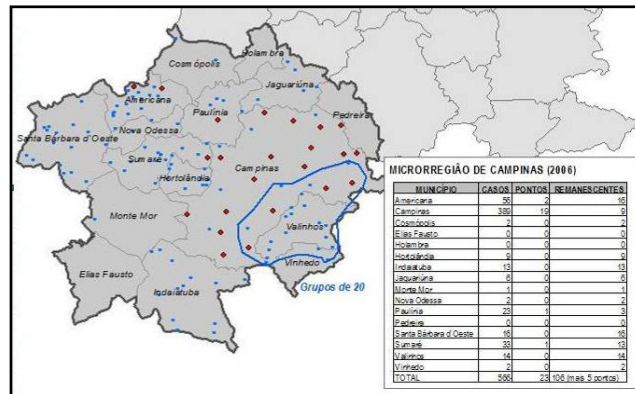 Cosmópolis
Holambra
Jaguariúna
Americana
Paulínia
Pedreira
Nova Odessa
Santa Bárbara d'Oeste
Sumaré
Campinas
Hortolândia
Monte Mor
Valinhos
Vinhedo
Elias Fausto
Indaiatuba
Grupos de 20
MICRORREGIÃO DE CAMPINAS (2006)
MUNICÍPIO CASOS PONTOS REMANESCENTES
Americana 56 2 16
Campinas 389 19 9
Cosmópolis 2 0 2
Elias Fausto 0 0 0
Holambra 0 0 0
Hortolândia 9 0 9
Indaiatuba 13 0 13
Jaguariúna 6 0 6
Monte Mor 1 0 1
Nova Odessa 2 0 2
Paulínia 23 1 3
Pedreira 0 0 0
Santa Bárbara d'Oeste 16 0 16
Sumaré 33 1 13
Valinhos 14 0 14
Vinhedo 2 0 2
TOTAL 566 23 106 (mais 5 pontos)